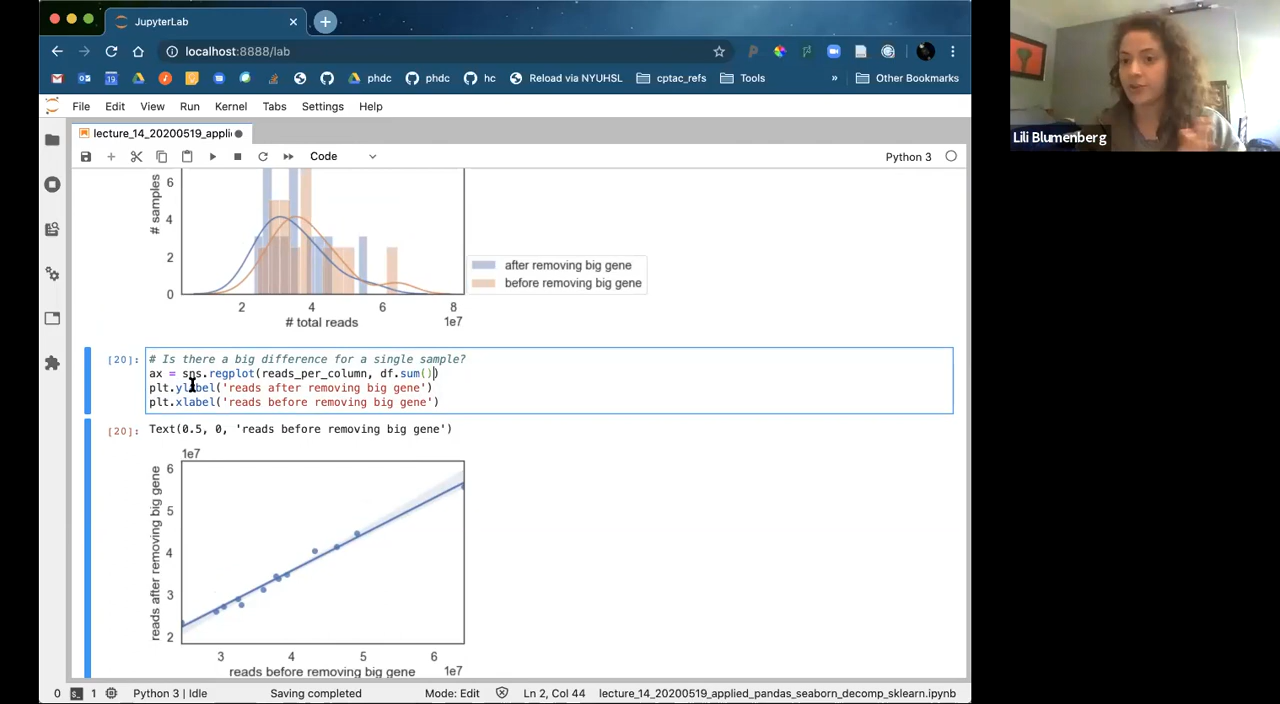 JupyterLab
localhost:8888/lab
phdc
phdc
hc
Reload via NYUHSL
cptac_refs
Tools
»
Other Bookmarks
File Edit View Run Kernel Tabs Settings Help
lecture_14_20200519_appli
Code
Python 3
6
4
2
0
# samples
2 4 6 8
1e7
# total reads
after removing big gene
before removing big gene
[20]:
# Is there a big difference for a single sample?
ax = sns.regplot(reads_per_column, df.sum())
plt.ylabel('reads after removing big gene')
plt.xlabel('reads before removing big gene')
[20]:
Text(0.5, 0, 'reads before removing big gene')
1e7
6
5
4
3
2
reads after removing big gene
3 4 5 6
1e7
reads before removing big gene
0 1 Python 3 | Idle Saving completed Mode: Edit Ln 2, Col 44 lecture_14_20200519_applied_pandas_seaborn_decomp_sklearn.ipynb
Lili Blumenberg